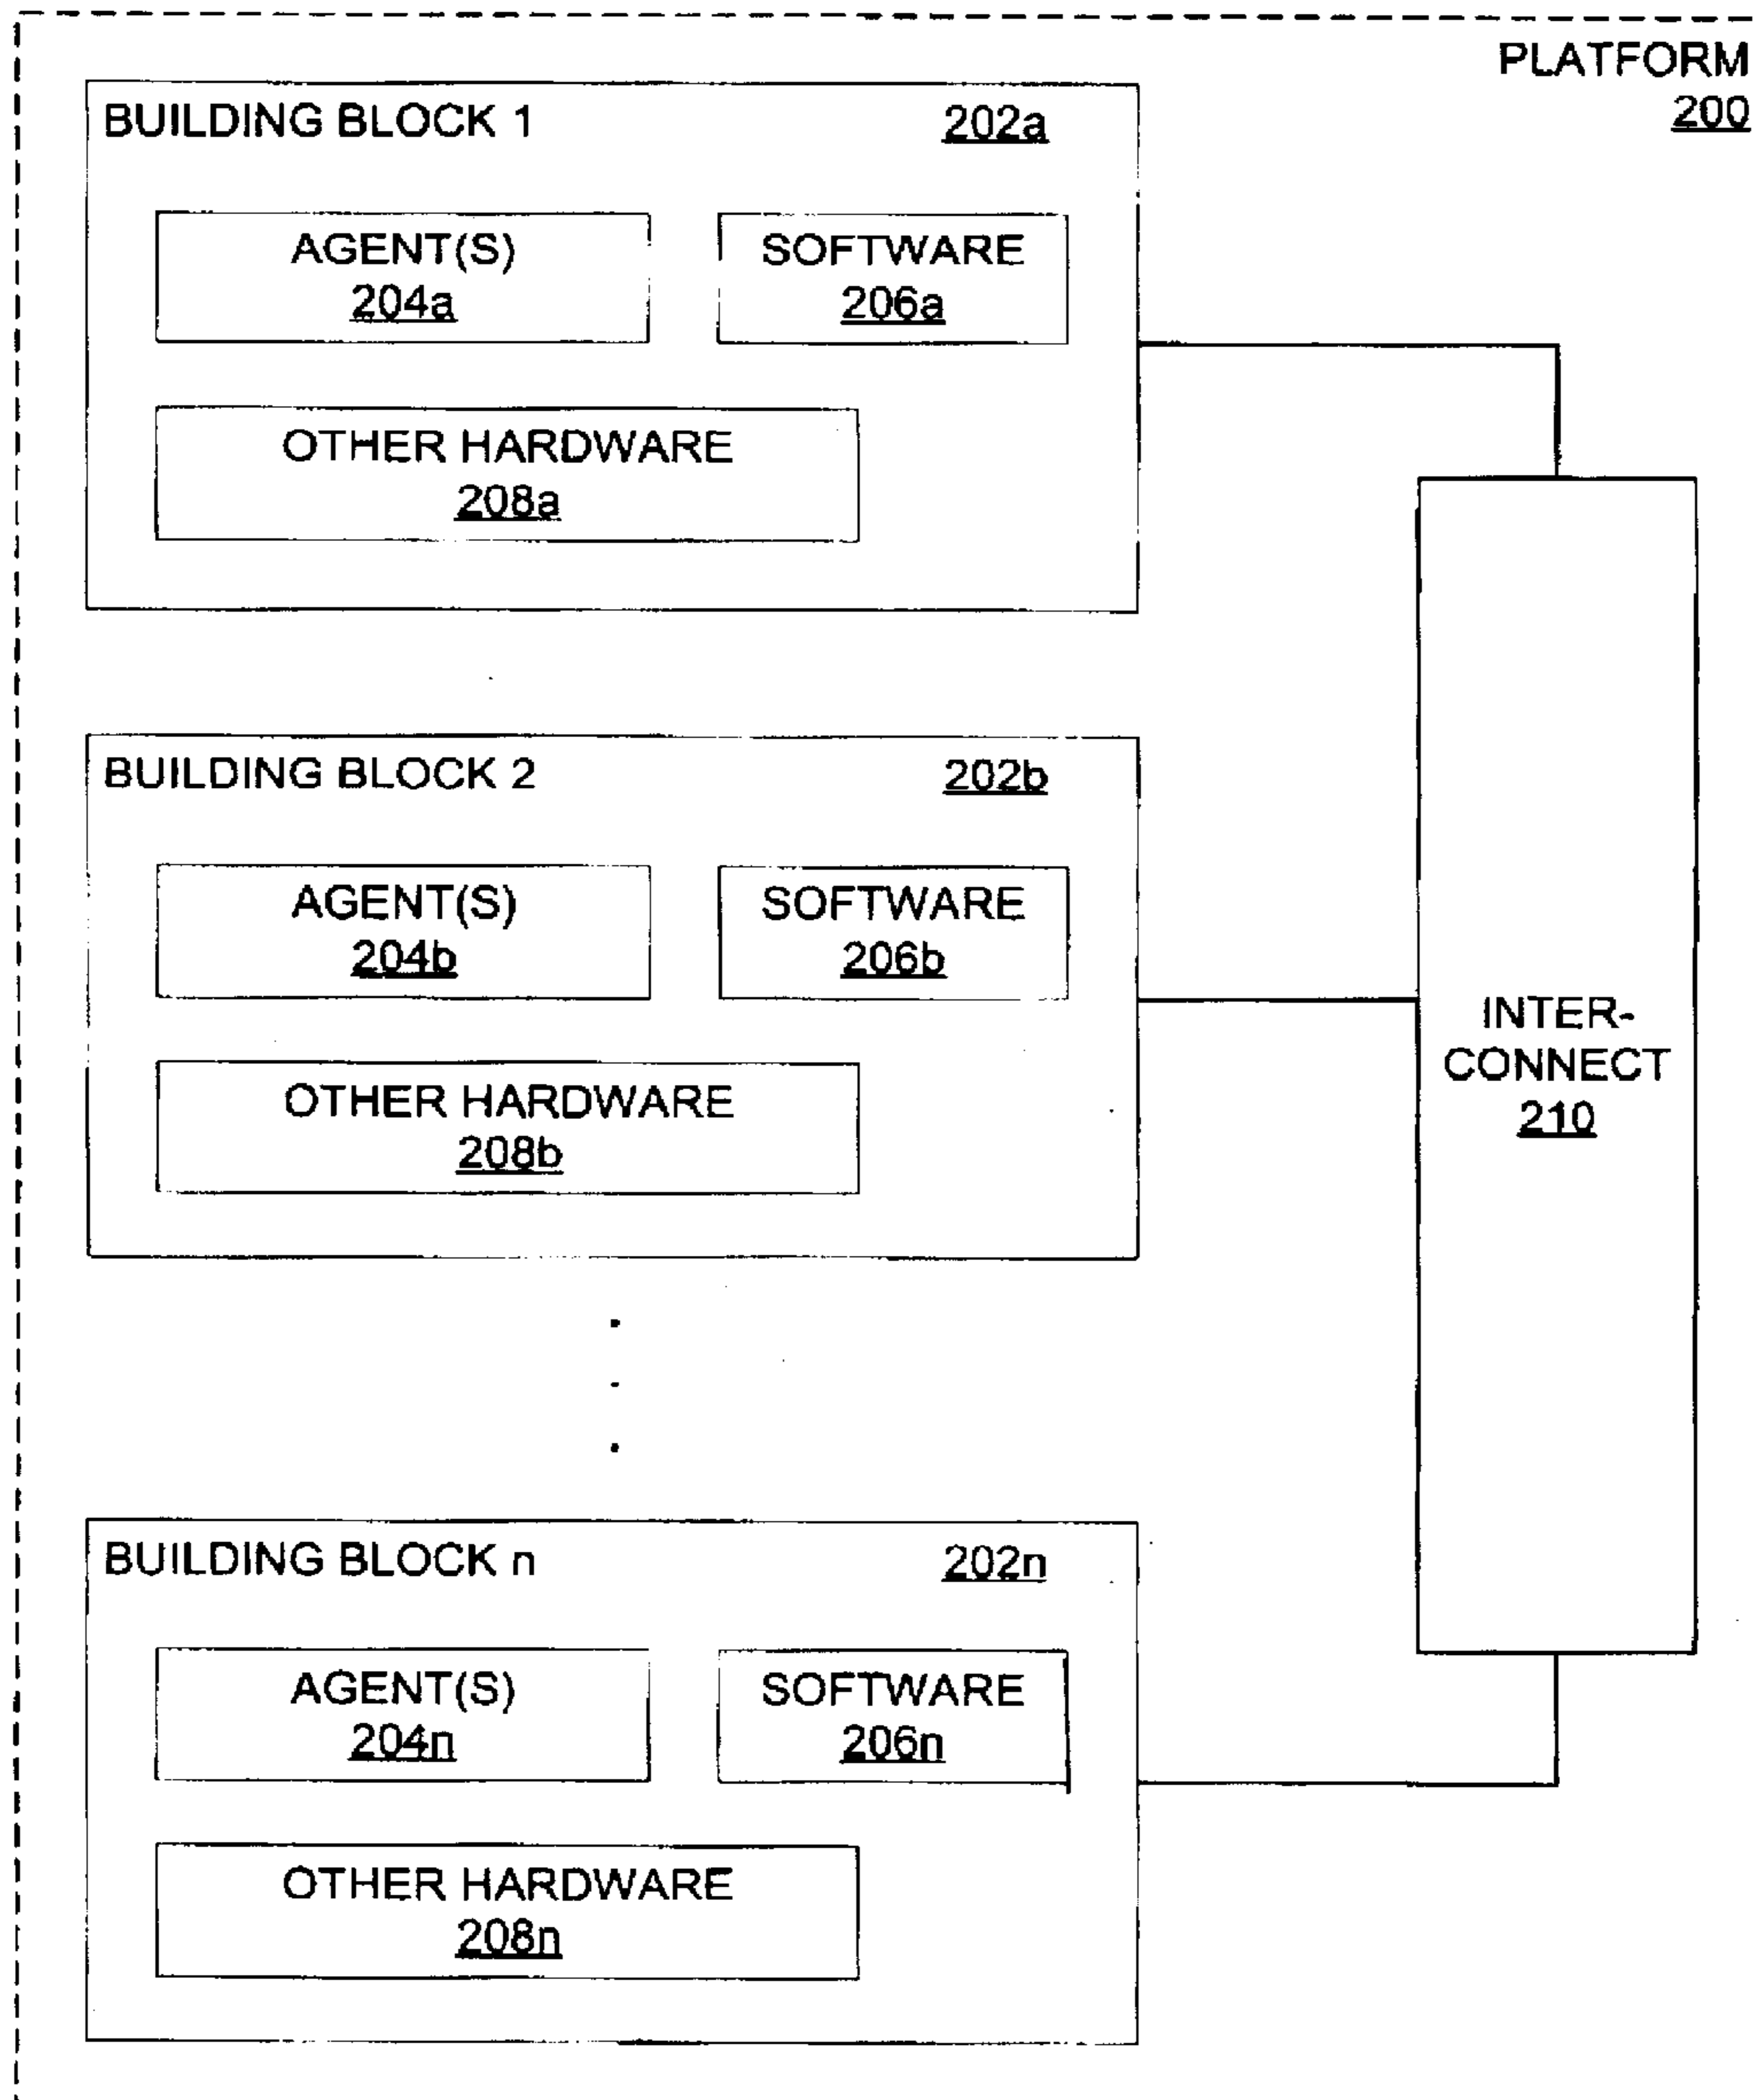 PLATFORM
200
BUILDING BLOCK 1 202a
AGENT(S)
204a
SOFTWARE
206a
OTHER HARDWARE
208a
BUILDING BLOCK 2 202b
AGENT(S)
204b
SOFTWARE
206b
OTHER HARDWARE
208b
INTER-
CONNECT
210
BUILDING BLOCK n 202n
AGENT(S)
204n
SOFTWARE
206n
OTHER HARDWARE
208n